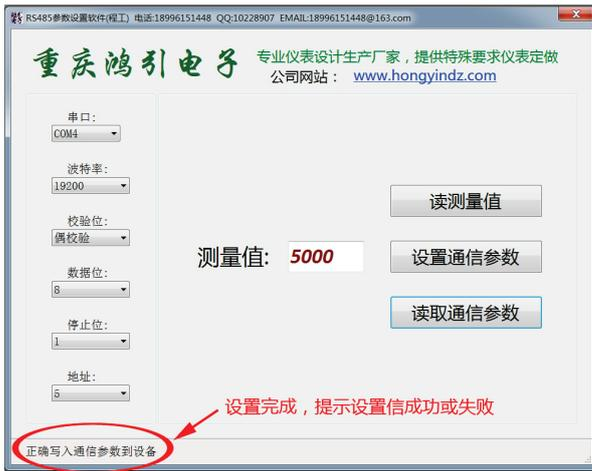 RS485参数设置软件(程工) 电话:18996151448 QQ:10228907 EMAIL:18996151448@163.com
重庆鸿引电子
专业仪表设计生产厂家，提供特殊要求仪表定做
公司网站： www.hongyindz.com
串口:
COM4
波特率:
19200
校验位:
偶校验
数据位:
8
停止位:
1
地址:
5
测量值: 5000
读测量值
设置通信参数
读取通信参数
设置完成，提示设置信成功或失败
正确写入通信参数到设备